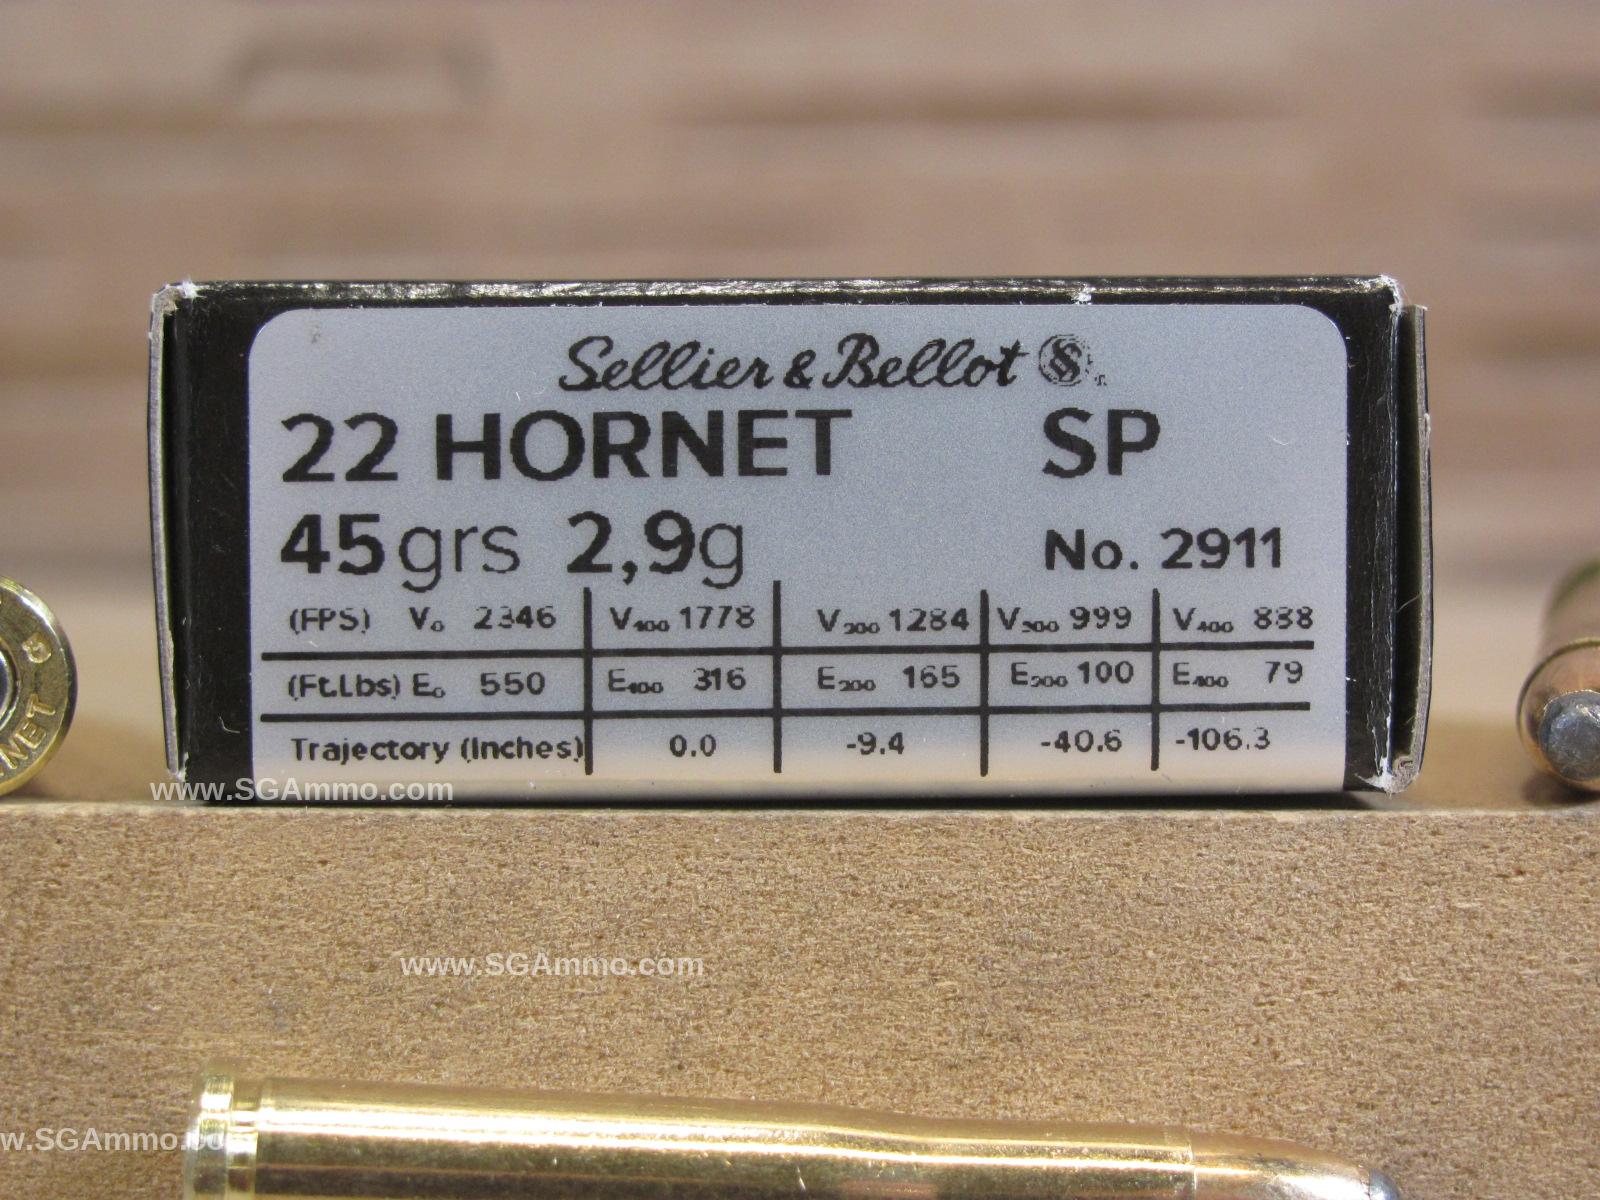 Sellier & Bellot
22 HORNET SP
45grs 2,9g No. 2911
(FPS) V₀ 2346 V₁₀₀ 1778 V₂₀₀ 1284 V₃₀₀ 999 V₄₀₀ 888
(Ft.Lbs) E₀ 550 E₁₀₀ 316 E₂₀₀ 165 E₃₀₀ 100 E₄₀₀ 79
Trajectory (Inches) 0.0 -9.4 -40.6 -106.3
www.SGAmmo.com
www.SGAmmo.com
w.SGAmmo.co